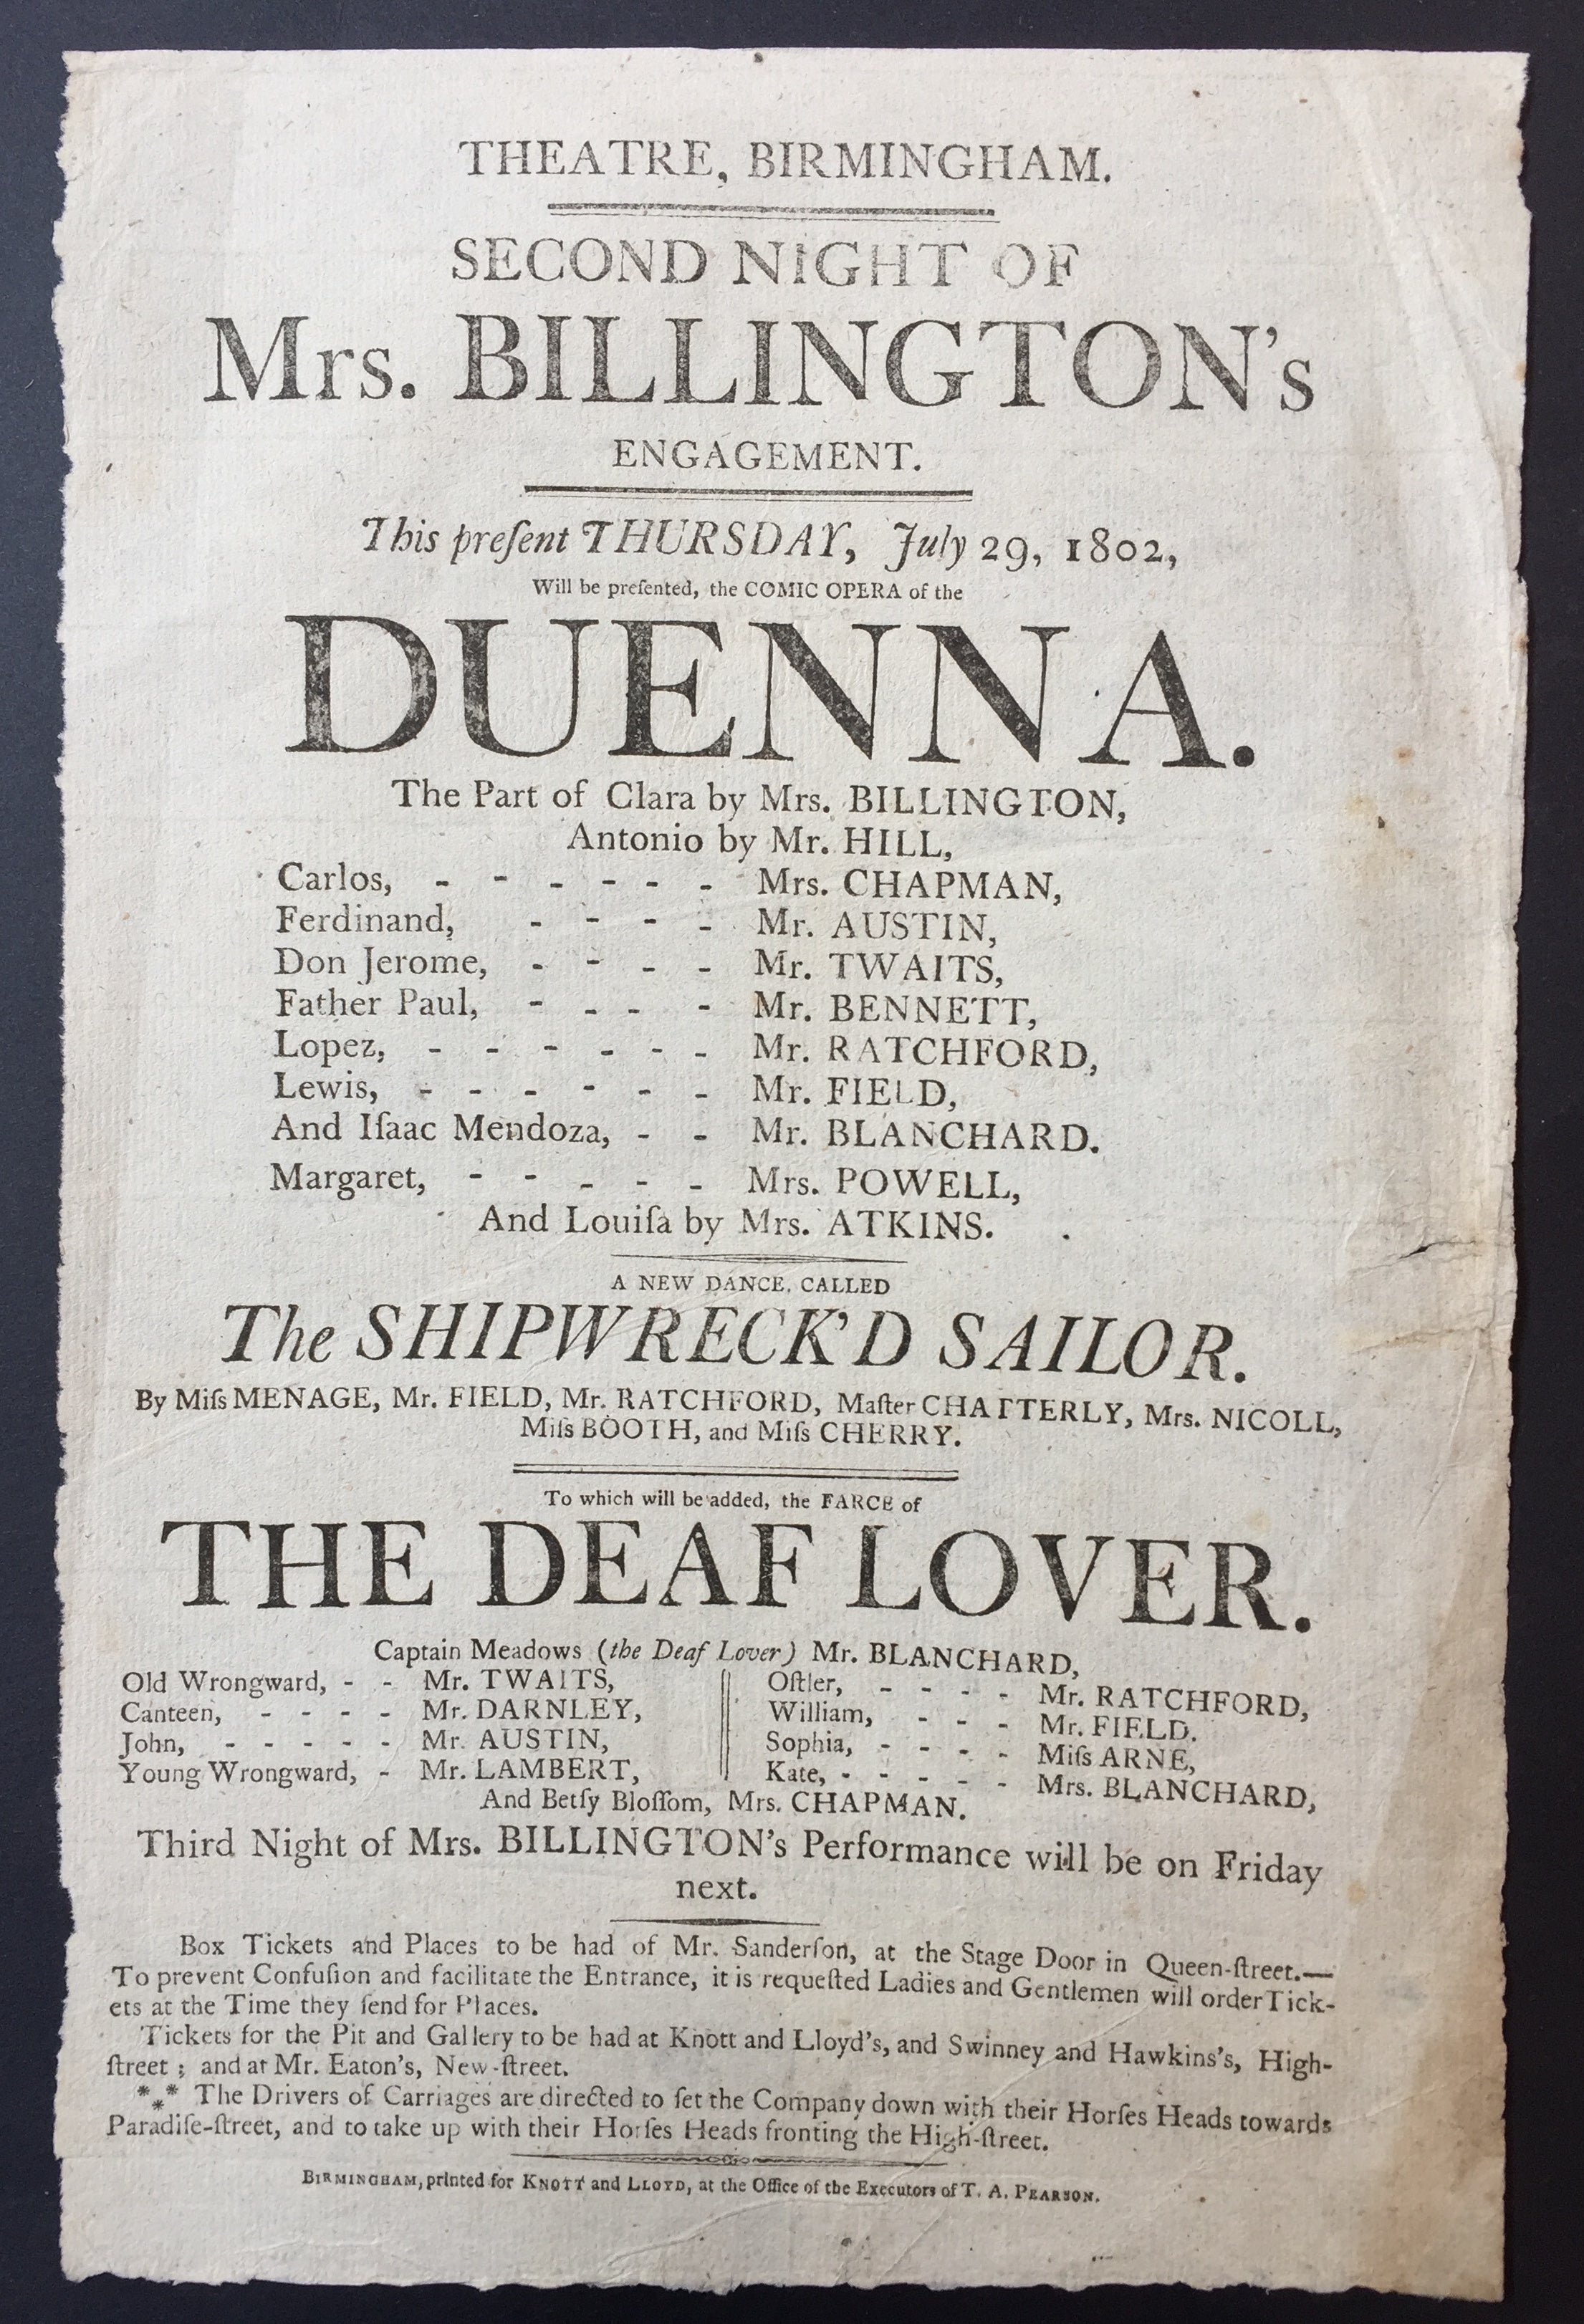 THEATRE, BIRMINGHAM.
SECOND NIGHT OF
Mrs. BILLINGTON's
ENGAGEMENT.
This preſent THURSDAY, July 29, 1802,
Will be preſented, the COMIC OPERA of the
DUENNA.
The Part of Clara by Mrs. BILLINGTON,
Antonio by Mr. HILL,
Carlos, - - - - - - Mrs. CHAPMAN,
Ferdinand, - - - - Mr. AUSTIN,
Don Jerome, - - - - Mr. TWAITS,
Father Paul, - - - - Mr. BENNETT,
Lopez, - - - - - - Mr. RATCHFORD,
Lewis, - - - - - - Mr. FIELD,
And Iſaac Mendoza, - - Mr. BLANCHARD.
Margaret, - - - - - Mrs. POWELL,
And Louiſa by Mrs. ATKINS.
A NEW DANCE, CALLED
The SHIPWRECK'D SAILOR.
By Miſs MENAGE, Mr. FIELD, Mr. RATCHFORD, Maſter CHATTERLY, Mrs. NICOLL,
Miſs BOOTH, and Miſs CHERRY.
To which will be added, the FARCE of
THE DEAF LOVER.
Captain Meadows (the Deaf Lover) Mr. BLANCHARD,
Old Wrongward, - - Mr. TWAITS, || Oſtler, - - - - Mr. RATCHFORD,
Canteen, - - - - Mr. DARNLEY, || William, - - - Mr. FIELD.
John, - - - - - Mr. AUSTIN, || Sophia, - - - - Miſs ARNE,
Young Wrongward, - Mr. LAMBERT, || Kate, - - - - - Mrs. BLANCHARD,
And Betſy Bloſſom, Mrs. CHAPMAN.
Third Night of Mrs. BILLINGTON's Performance will be on Friday
next.
Box Tickets and Places to be had of Mr. Sanderſon, at the Stage Door in Queen-ſtreet.—
To prevent Confuſion and facilitate the Entrance, it is requeſted Ladies and Gentlemen will order Tick-
ets at the Time they ſend for Places.
Tickets for the Pit and Gallery to be had at Knott and Lloyd's, and Swinney and Hawkins's, High-
ſtreet; and at Mr. Eaton's, New-ſtreet.
*** The Drivers of Carriages are directed to ſet the Company down with their Horſes Heads towards
Paradiſe-ſtreet, and to take up with their Horſes Heads fronting the High-ſtreet.
BIRMINGHAM, printed for KNOTT and LLOYD, at the Office of the Executors of T. A. PEARSON.